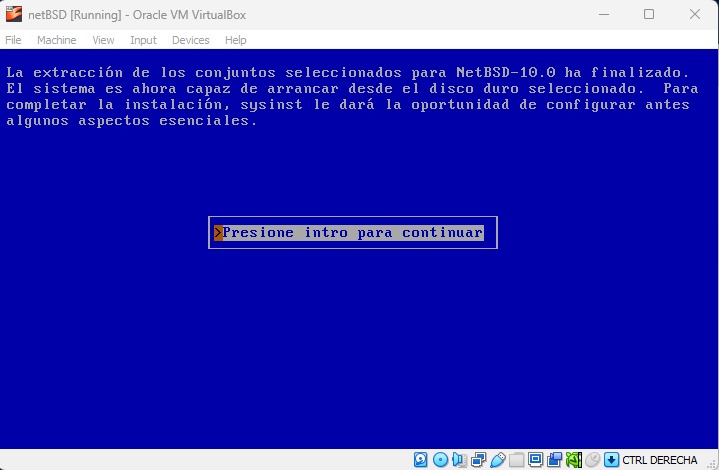 netBSD [Running] - Oracle VM VirtualBox
File Machine View Input Devices Help
La extracción de los conjuntos seleccionados para NetBSD-10.0 ha finalizado.
El sistema es ahora capaz de arrancar desde el disco duro seleccionado.  Para
completar la instalación, sysinst le dará la oportunidad de configurar antes
algunos aspectos esenciales.
>Presione intro para continuar
CTRL DERECHA